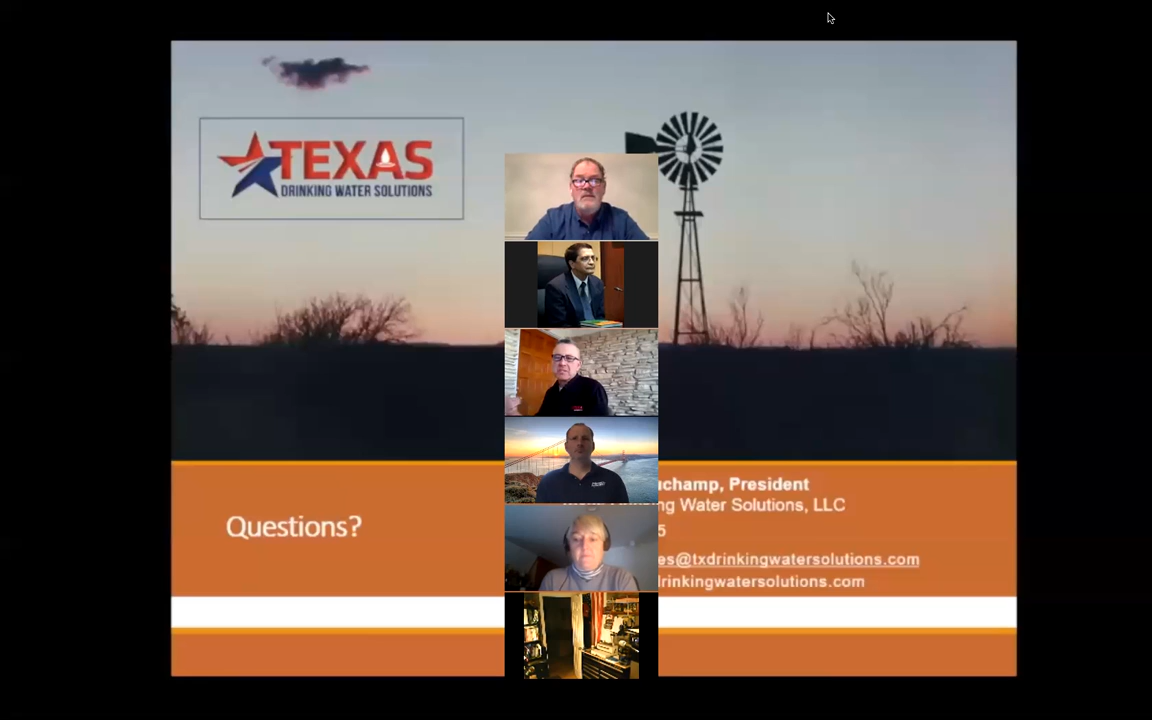 TEXAS
DRINKING WATER SOLUTIONS
Questions?
uchamp, President
ng Water Solutions, LLC
5
es@txdrinkingwatersolutions.com
drinkingwatersolutions.com